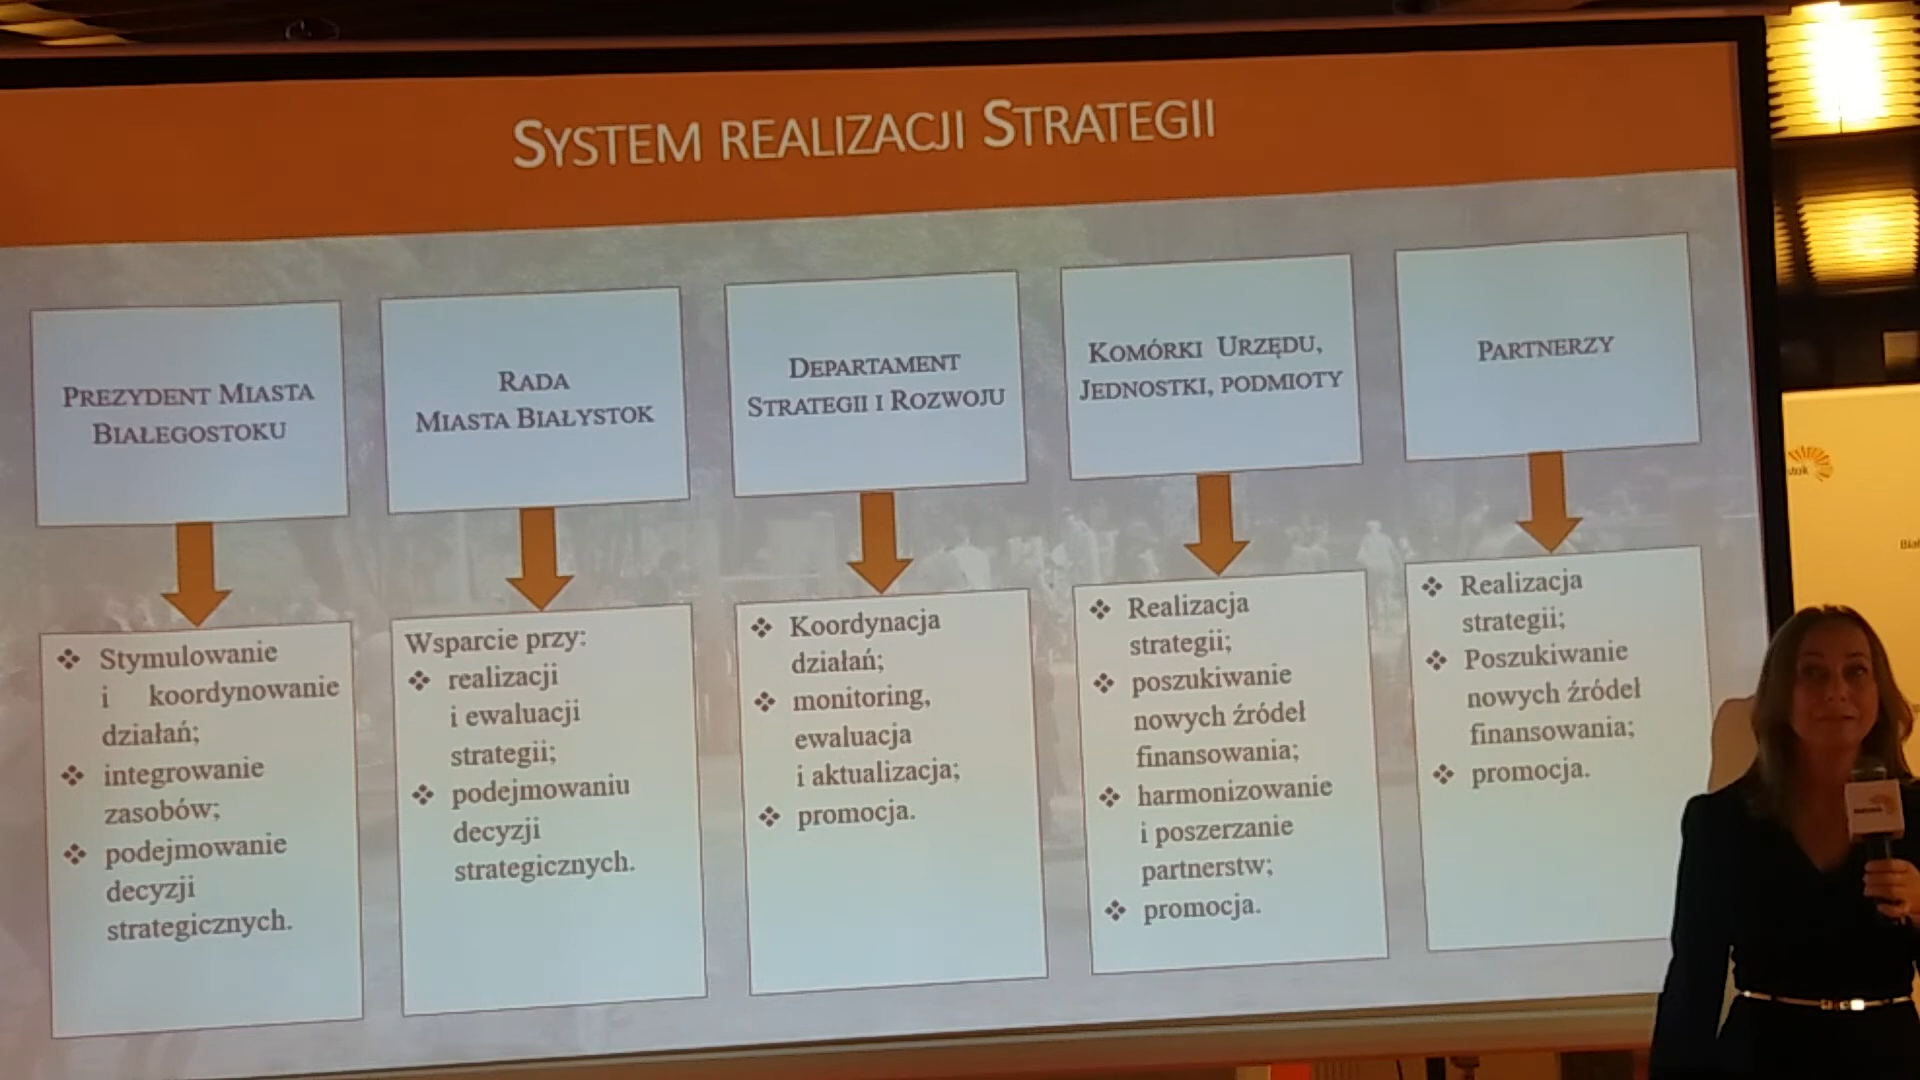 SYSTEM REALIZACJI STRATEGII
PREZYDENT MIASTA
BIAŁEGOSTOKU
RADA
MIASTA BIAŁYSTOK
DEPARTAMENT
STRATEGII I ROZWOJU
KOMÓRKI URZĘDU,
JEDNOSTKI, PODMIOTY
PARTNERZY
❖ Stymulowanie
i koordynowanie
działań;
❖ integrowanie
zasobów;
❖ podejmowanie
decyzji
strategicznych.
Wsparcie przy:
❖ realizacji
i ewaluacji
strategii;
❖ podejmowaniu
decyzji
strategicznych.
❖ Koordynacja
działań;
❖ monitoring,
ewaluacja
i aktualizacja;
❖ promocja.
❖ Realizacja
strategii;
❖ poszukiwanie
nowych źródeł
finansowania;
❖ harmonizowanie
i poszerzanie
partnerstw;
❖ promocja.
❖ Realizacja
strategii;
❖ Poszukiwanie
nowych źródeł
finansowania;
❖ promocja.